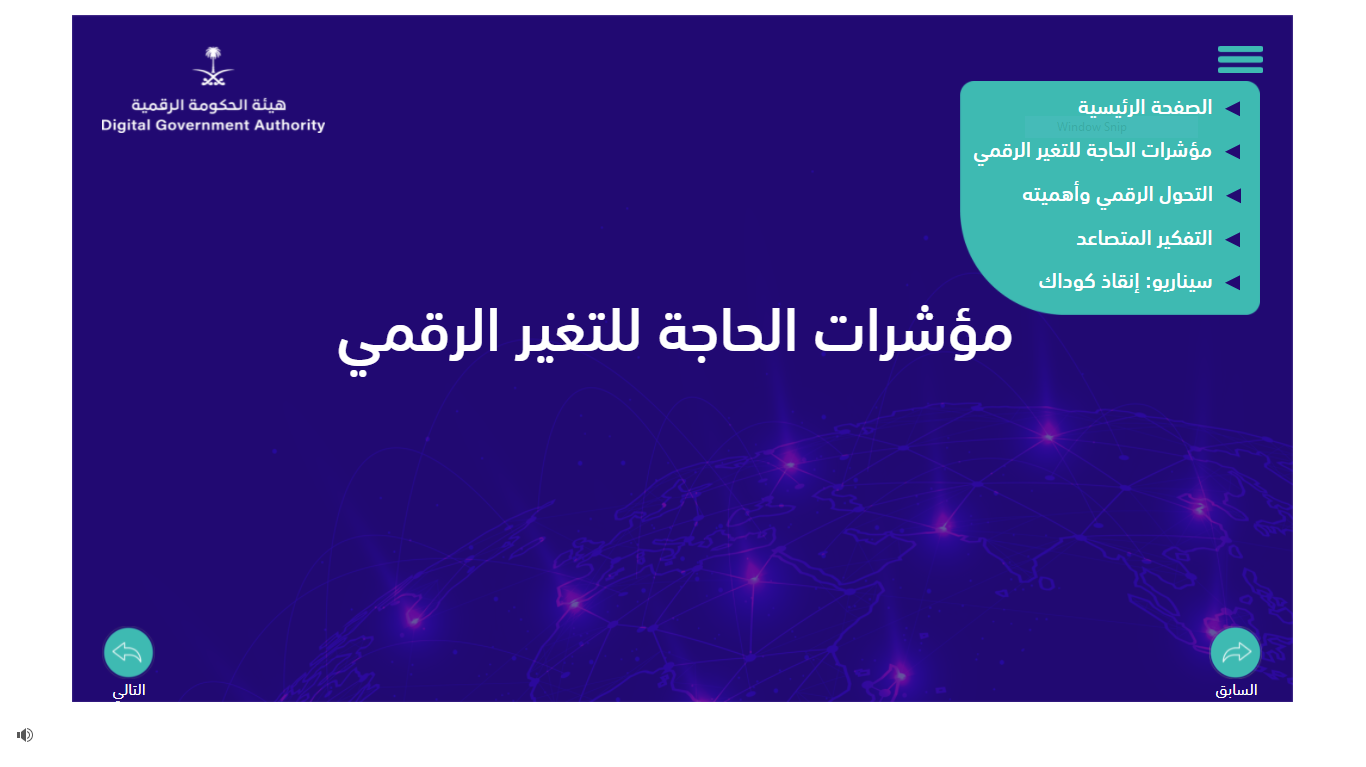 هيئة الحكومة الرقمية
Digital Government Authority
الصفحة الرئيسية
Window Snip
مؤشرات الحاجة للتغير الرقمي
التحول الرقمي وأهميته
التفكير المتصاعد
سيناريو: إنقاذ كوداك
مؤشرات الحاجة للتغير الرقمي
السابق
التالي